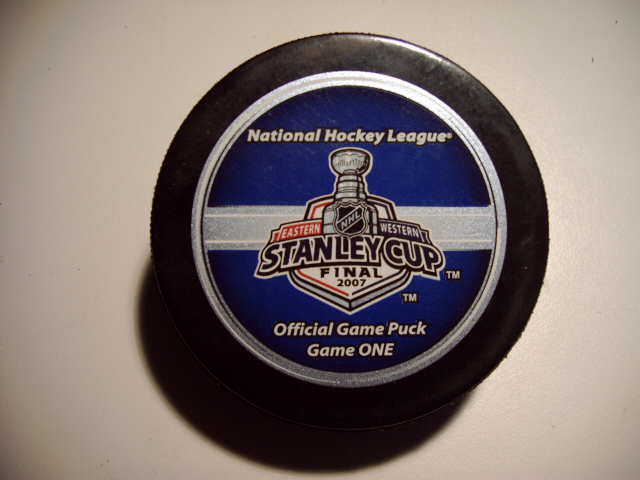 National Hockey League®
NHL
EASTERN WESTERN
STANLEY CUP ™
FINAL
2007
™
Official Game Puck
Game ONE